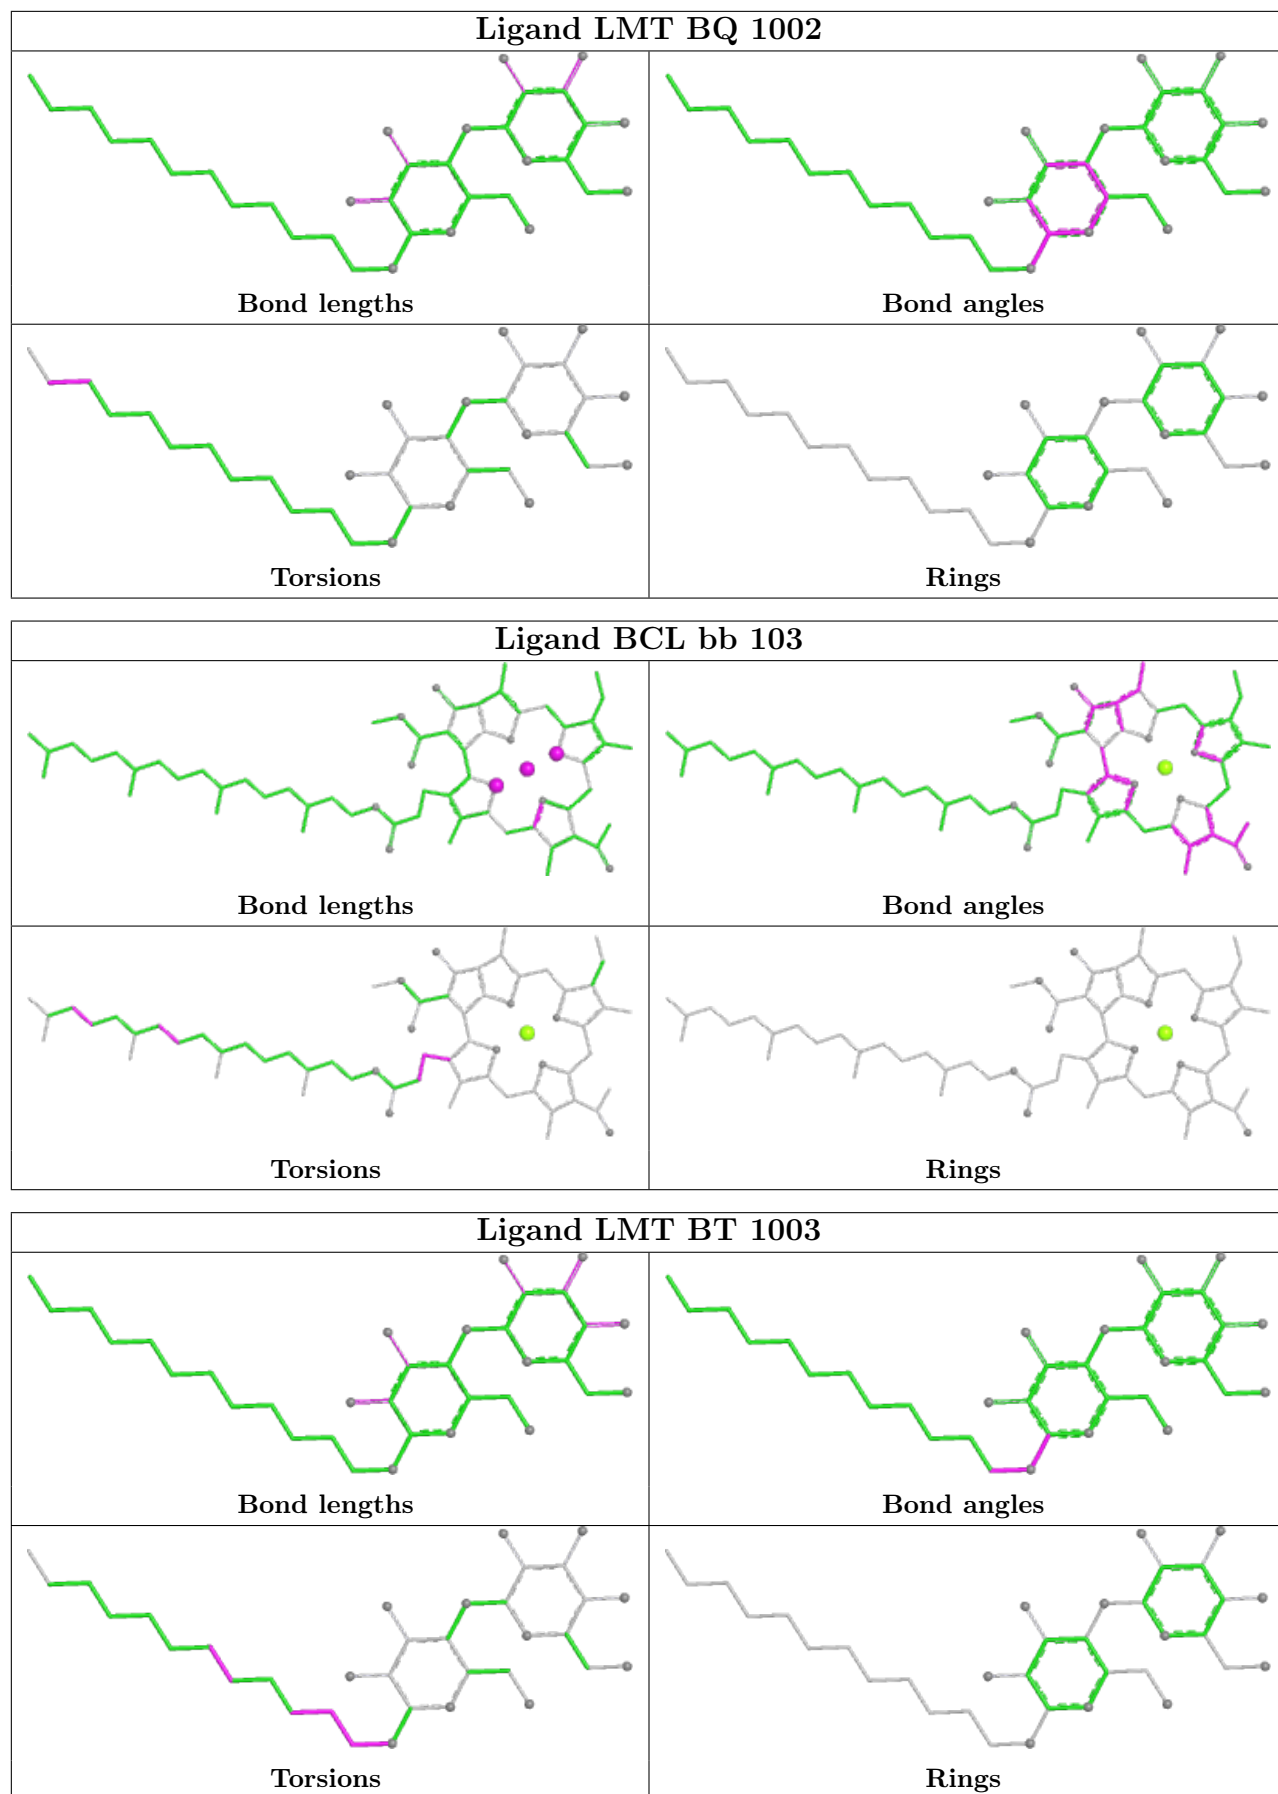 Ligand LMT BQ 1002
Bond lengths
Bond angles
Torsions
Rings
Ligand BCL bb 103
Bond lengths
Bond angles
Torsions
Rings
Ligand LMT BT 1003
Bond lengths
Bond angles
Torsions
Rings